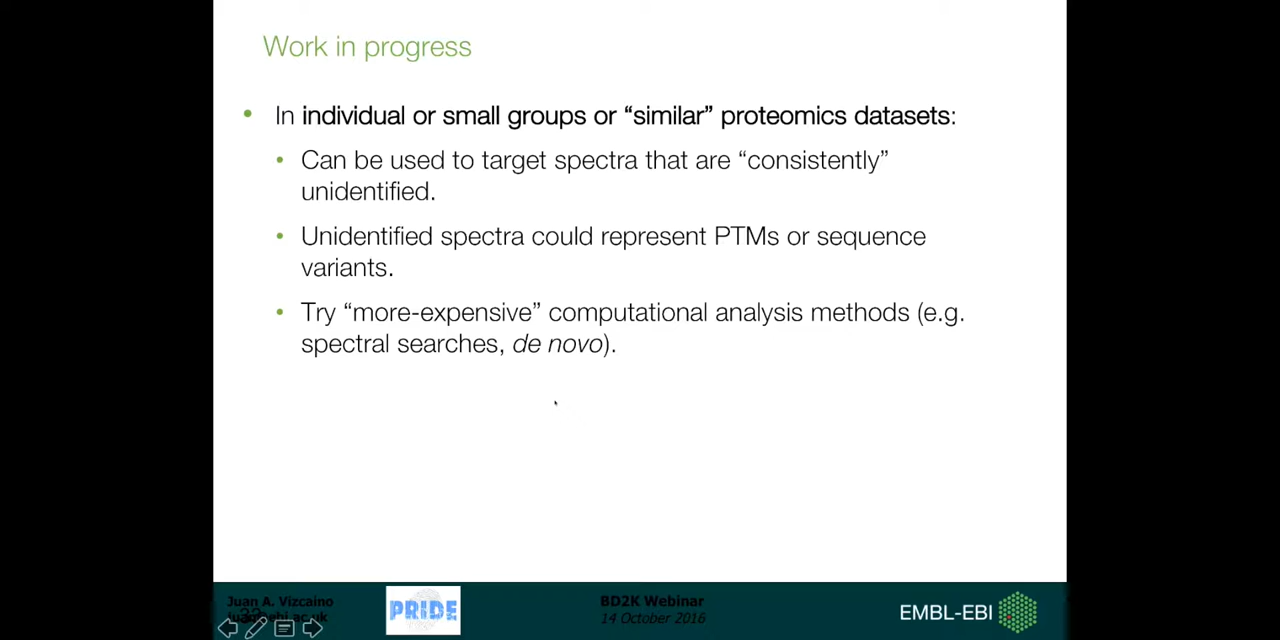 Work in progress
• In individual or small groups or “similar” proteomics datasets:
• Can be used to target spectra that are “consistently”
unidentified.
• Unidentified spectra could represent PTMs or sequence
variants.
• Try “more-expensive” computational analysis methods (e.g.
spectral searches, de novo).
Juan A. Vizcaino
PRIDE
BD2K Webinar
14 October 2016
EMBL-EBI